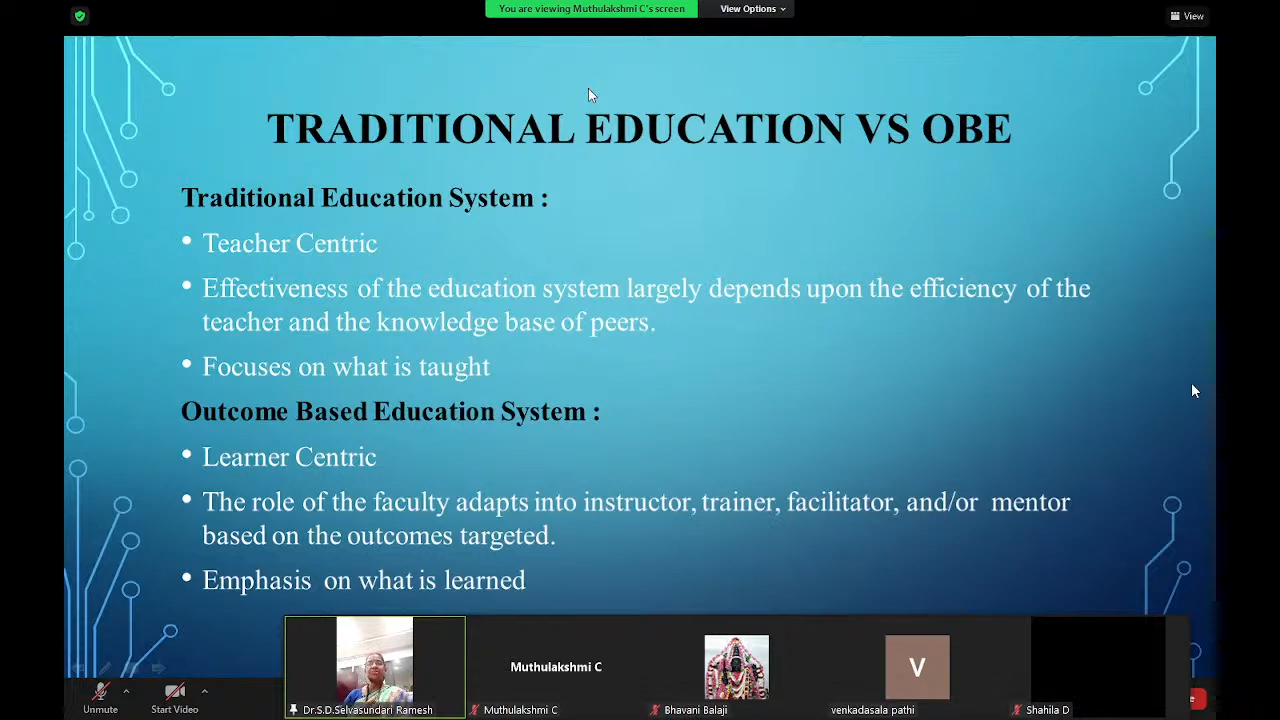 You are viewing Muthulakshmi C's screen
View Options
View
TRADITIONAL EDUCATION VS OBE
Traditional Education System :
• Teacher Centric
• Effectiveness of the education system largely depends upon the efficiency of the
teacher and the knowledge base of peers.
• Focuses on what is taught
Outcome Based Education System :
• Learner Centric
• The role of the faculty adapts into instructor, trainer, facilitator, and/or mentor
based on the outcomes targeted.
• Emphasis on what is learned
Muthulakshmi C
V
Unmute
Start Video
Dr.S.D.Selvasundari Ramesh
Muthulakshmi C
Bhavani Balaji
venkadasala pathi
Shahila D